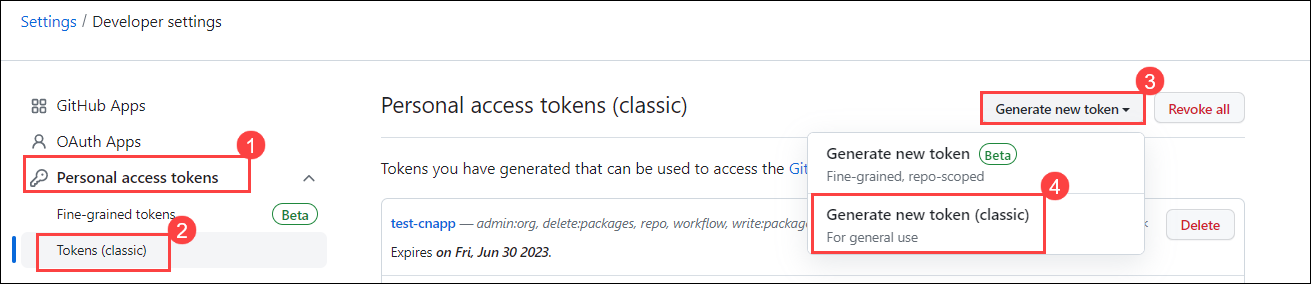 Settings / Developer settings
GitHub Apps
OAuth Apps
1
Personal access tokens
Fine-grained tokens
Beta
2
Tokens (classic)
Personal access tokens (classic)
3
Generate new token
Revoke all
Tokens you have generated that can be used to access the
Generate new token Beta
Fine-grained, repo-scoped
4
Generate new token (classic)
For general use
test-cnapp — admin:org, delete:packages, repo, workflow,
Delete
Expires on Fri, Jun 30 2023.